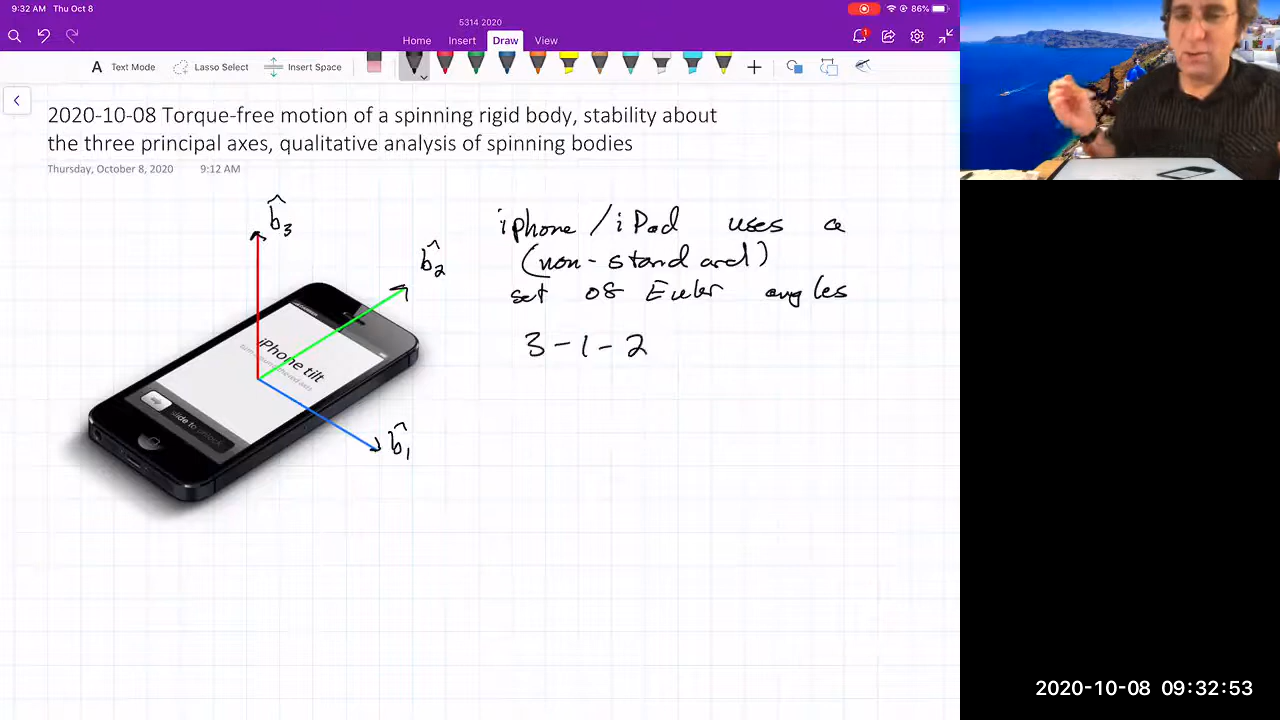 9:32 AM Thu Oct 8
86%
5314 2020
Home Insert Draw View
1
A Text Mode Lasso Select Insert Space
2020-10-08 Torque-free motion of a spinning rigid body, stability about
the three principal axes, qualitative analysis of spinning bodies
Thursday, October 8, 2020 9:12 AM
b̂3
b̂2
iphone / iPad uses a
(non-standard)
set of Euler angles
3-1-2
iPhone tilt
slide to unlock
b̂1
2020-10-08 09:32:53